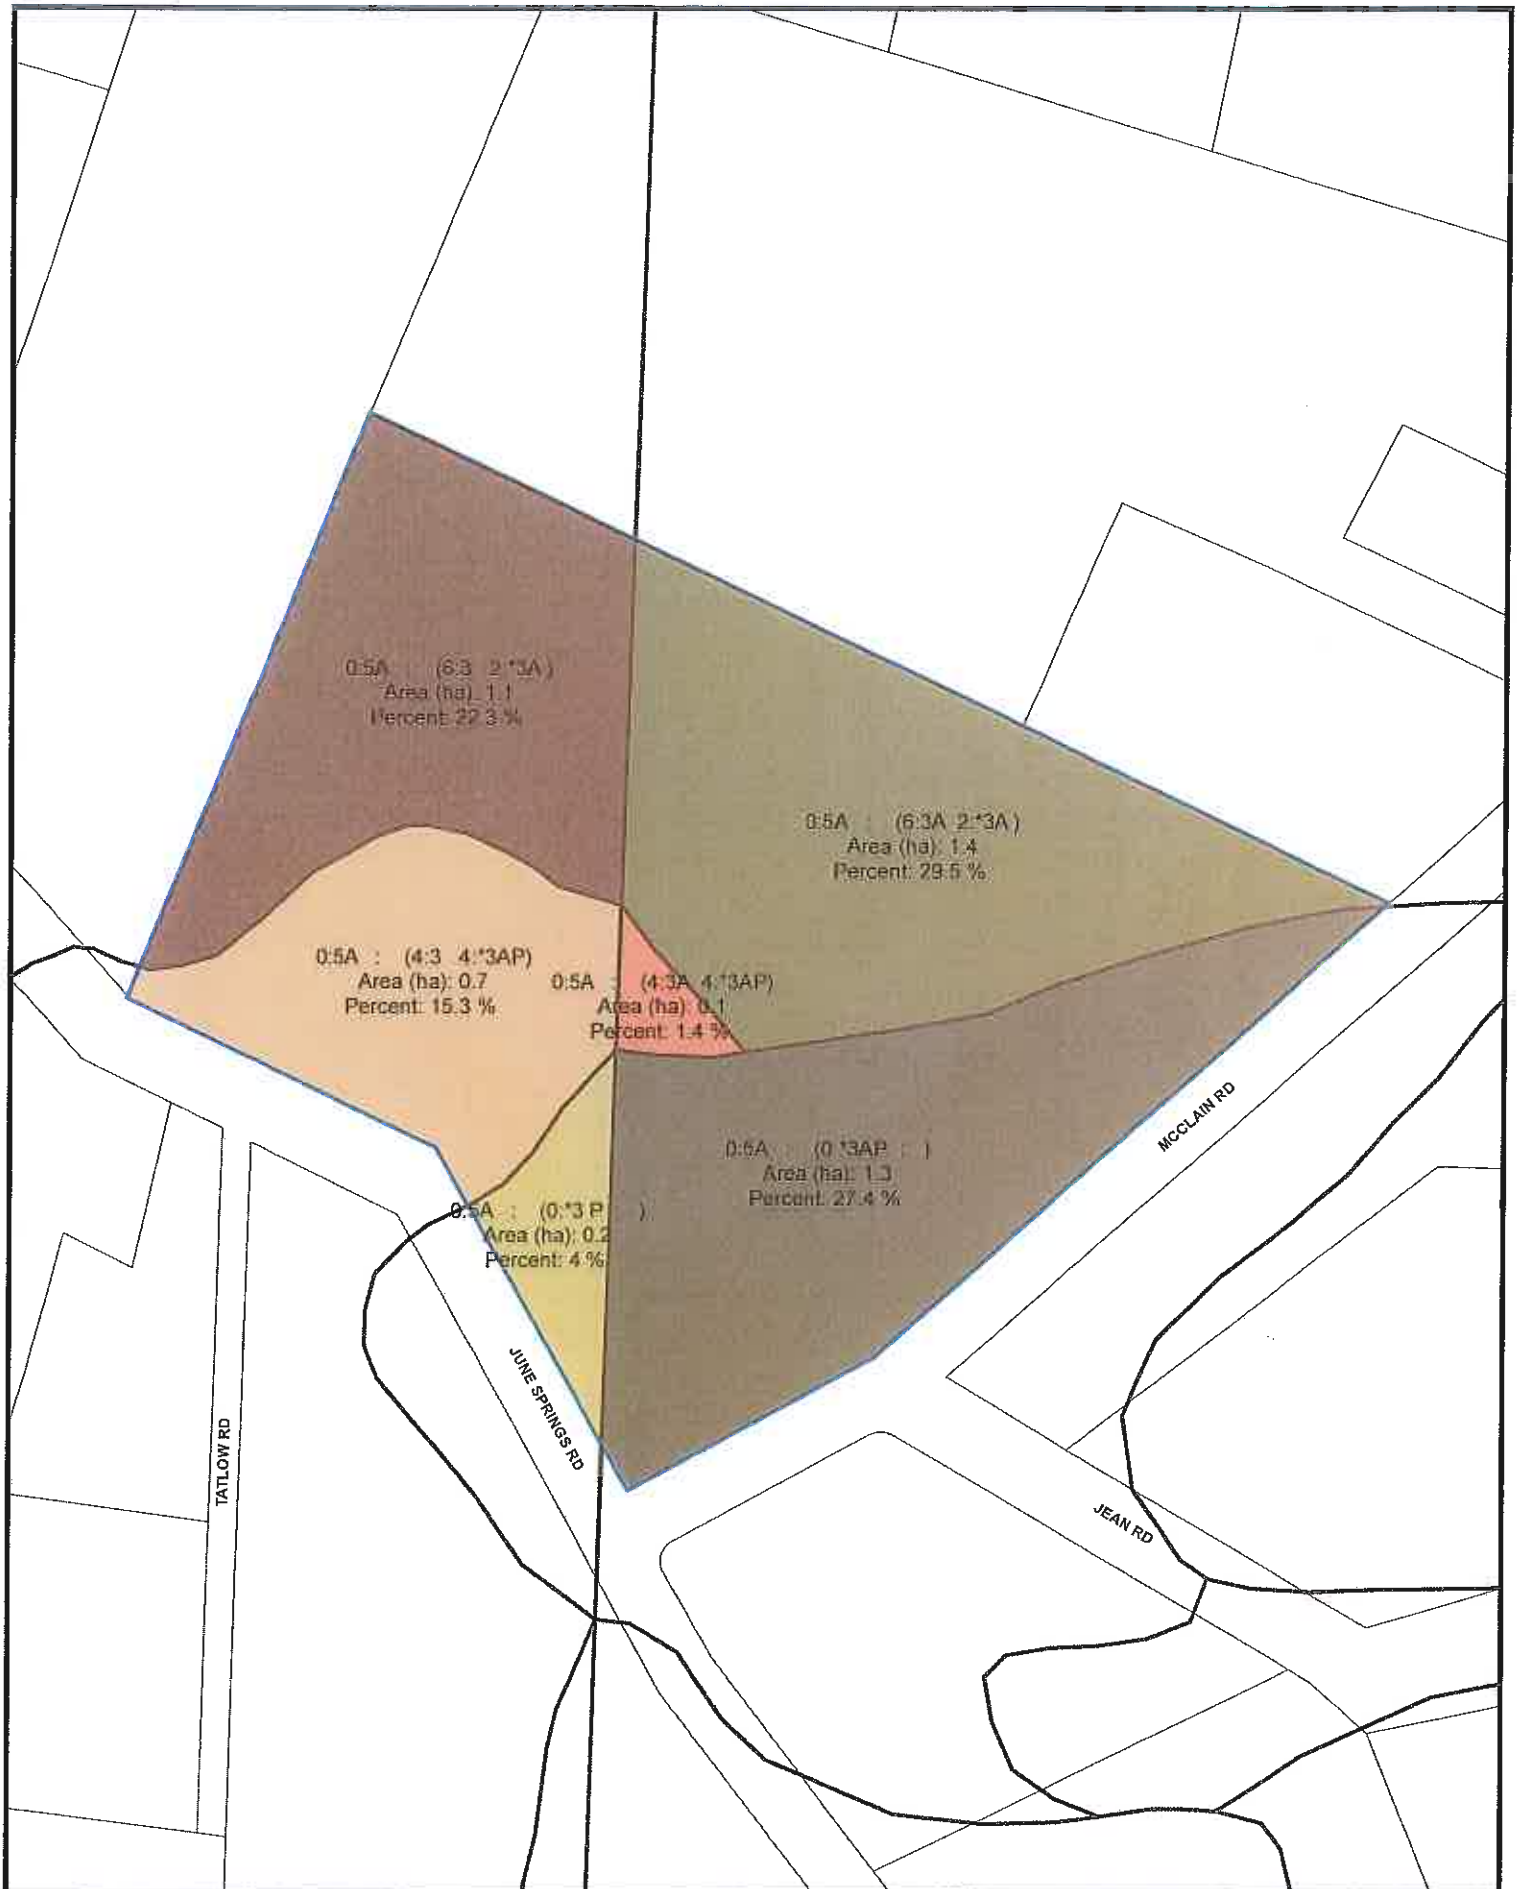 0:5A : (6:3 2:*3A )
Area (ha): 1.1
Percent: 22.3 %
0:5A : (6:3A 2:*3A )
Area (ha): 1.4
Percent: 29.5 %
0:5A : (4:3 4:*3AP)
Area (ha): 0.7
Percent: 15.3 %
0:5A : (4:3A 4:*3AP)
Area (ha): 0.1
Percent: 1.4 %
0:5A : (0:*3AP : )
Area (ha): 1.3
Percent: 27.4 %
0:5A : (0:*3 P : )
Area (ha): 0.2
Percent: 4 %
MCCLAIN RD
JUNE SPRINGS RD
TATLOW RD
JEAN RD